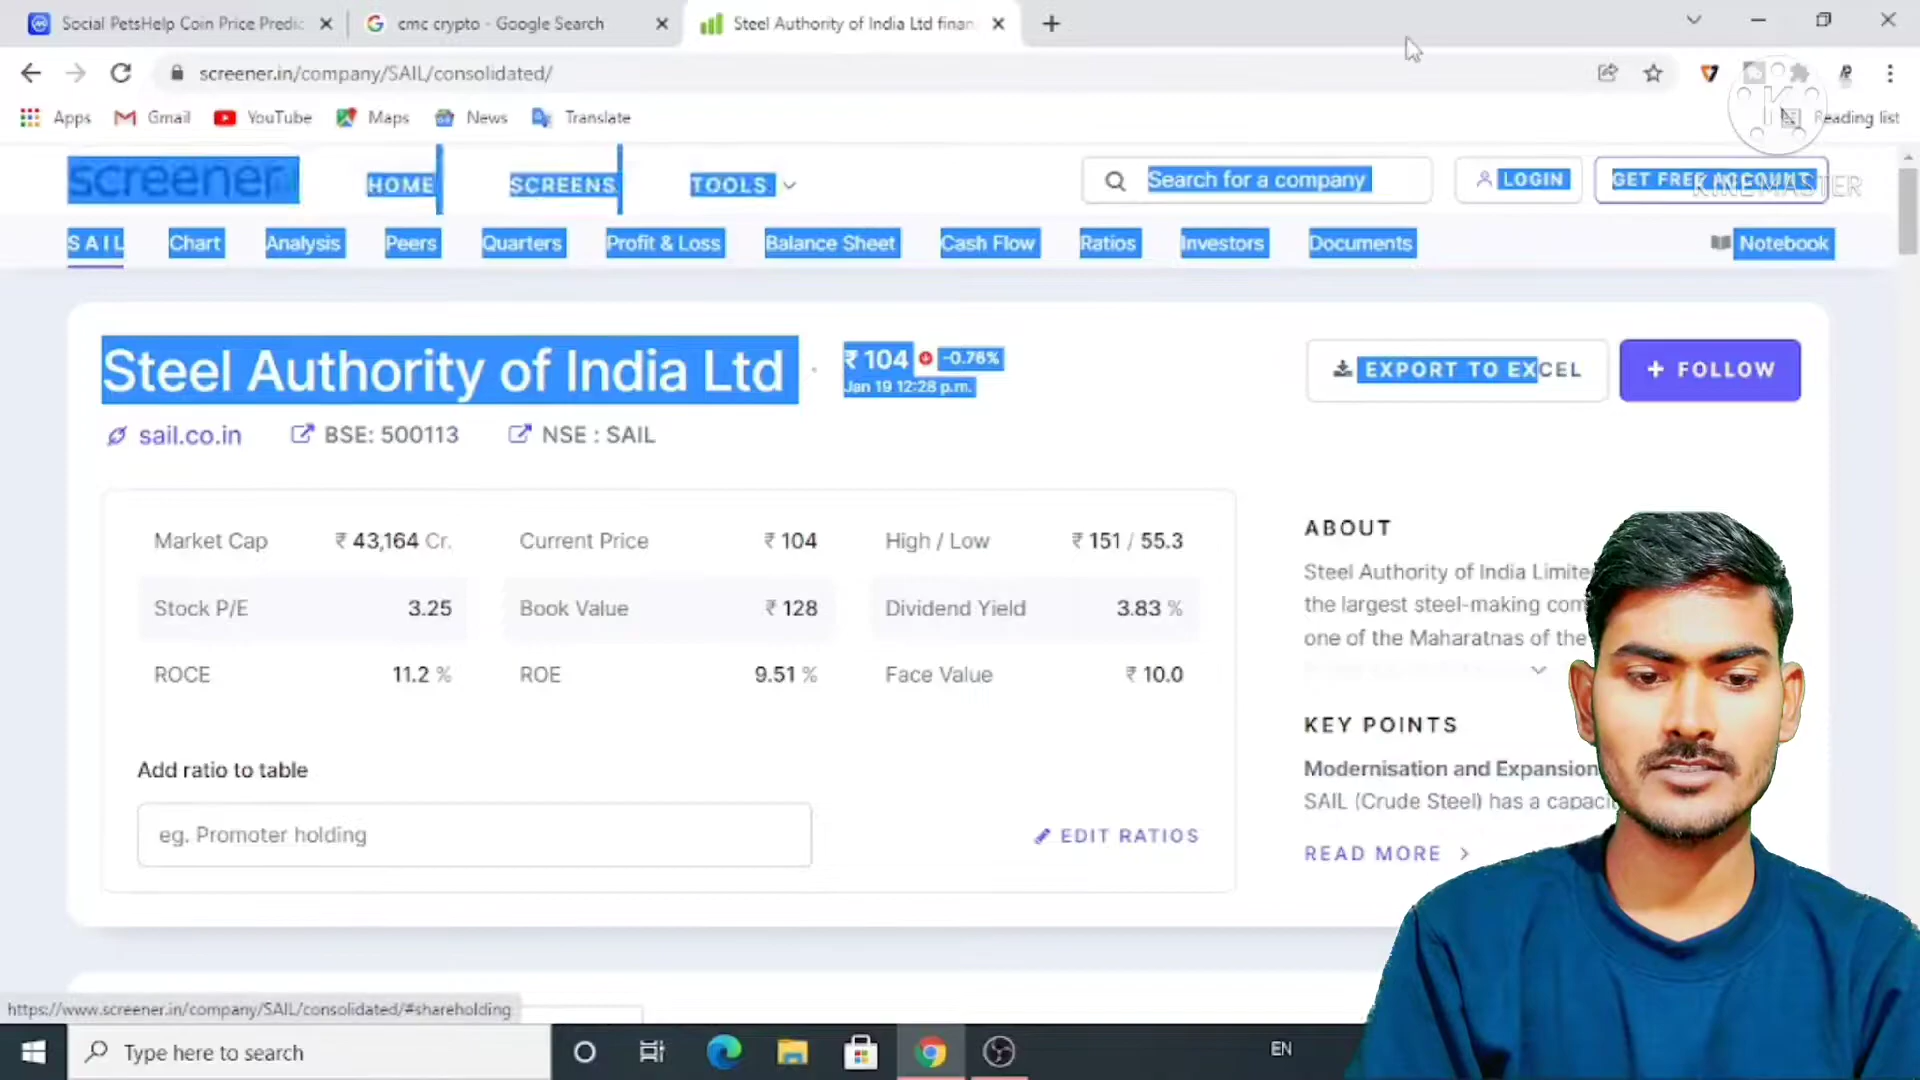 Social PetsHelp Coin Price Predic
cmc crypto - Google Search
Steel Authority of India Ltd finan
screener.in/company/SAIL/consolidated/
Apps Gmail YouTube Maps News Translate Reading list
screener HOME SCREENS TOOLS Search for a company LOGIN GET FREE ACCOUNT
KINEMASTER
SAIL Chart Analysis Peers Quarters Profit & Loss Balance Sheet Cash Flow Ratios Investors Documents Notebook
Steel Authority of India Ltd ₹ 104 -0.76%
Jan 19 12:28 p.m.
EXPORT TO EXCEL + FOLLOW
sail.co.in BSE: 500113 NSE : SAIL
Market Cap ₹ 43,164 Cr. Current Price ₹ 104 High / Low ₹ 151 / 55.3
Stock P/E 3.25 Book Value ₹ 128 Dividend Yield 3.83 %
ROCE 11.2 % ROE 9.51 % Face Value ₹ 10.0
Add ratio to table
eg. Promoter holding
EDIT RATIOS
ABOUT
Steel Authority of India Limite
the largest steel-making com
one of the Maharatnas of the
KEY POINTS
Modernisation and Expansion
SAIL (Crude Steel) has a capaci
READ MORE
https://www.screener.in/company/SAIL/consolidated/#shareholding
Type here to search
EN